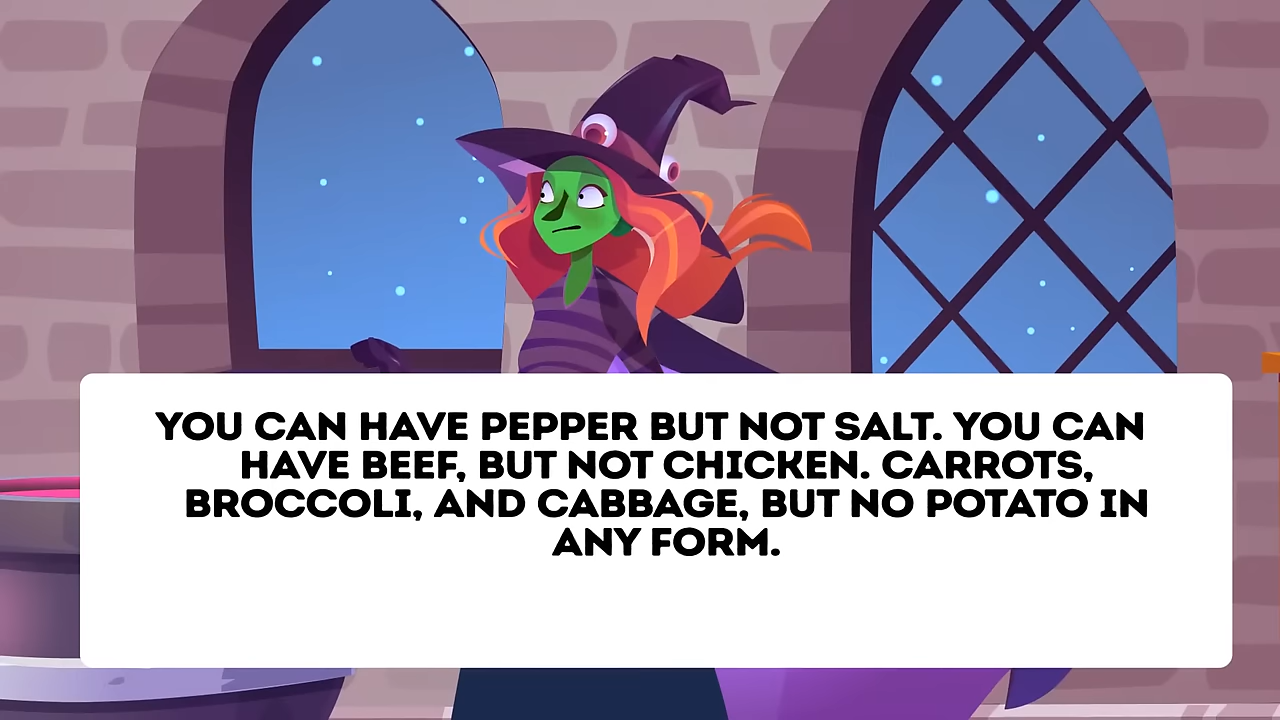 YOU CAN HAVE PEPPER BUT NOT SALT. YOU CAN
HAVE BEEF, BUT NOT CHICKEN. CARROTS,
BROCCOLI, AND CABBAGE, BUT NO POTATO IN
ANY FORM.